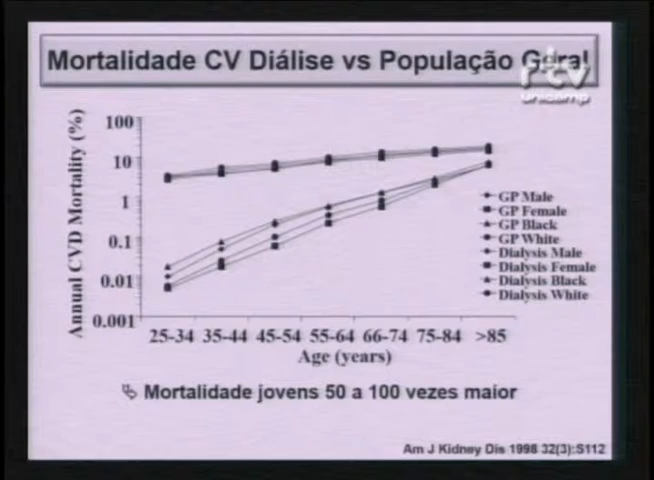 Mortalidade CV Diálise vs População Geral
rtv
unicamp
Annual CVD Mortality (%)
100
10
1
0.1
0.01
0.001
GP Male
GP Female
GP Black
GP White
Dialysis Male
Dialysis Female
Dialysis Black
Dialysis White
25-34 35-44 45-54 55-64 66-74 75-84 >85
Age (years)
Mortalidade jovens 50 a 100 vezes maior
Am J Kidney Dis 1998 32(3):S112